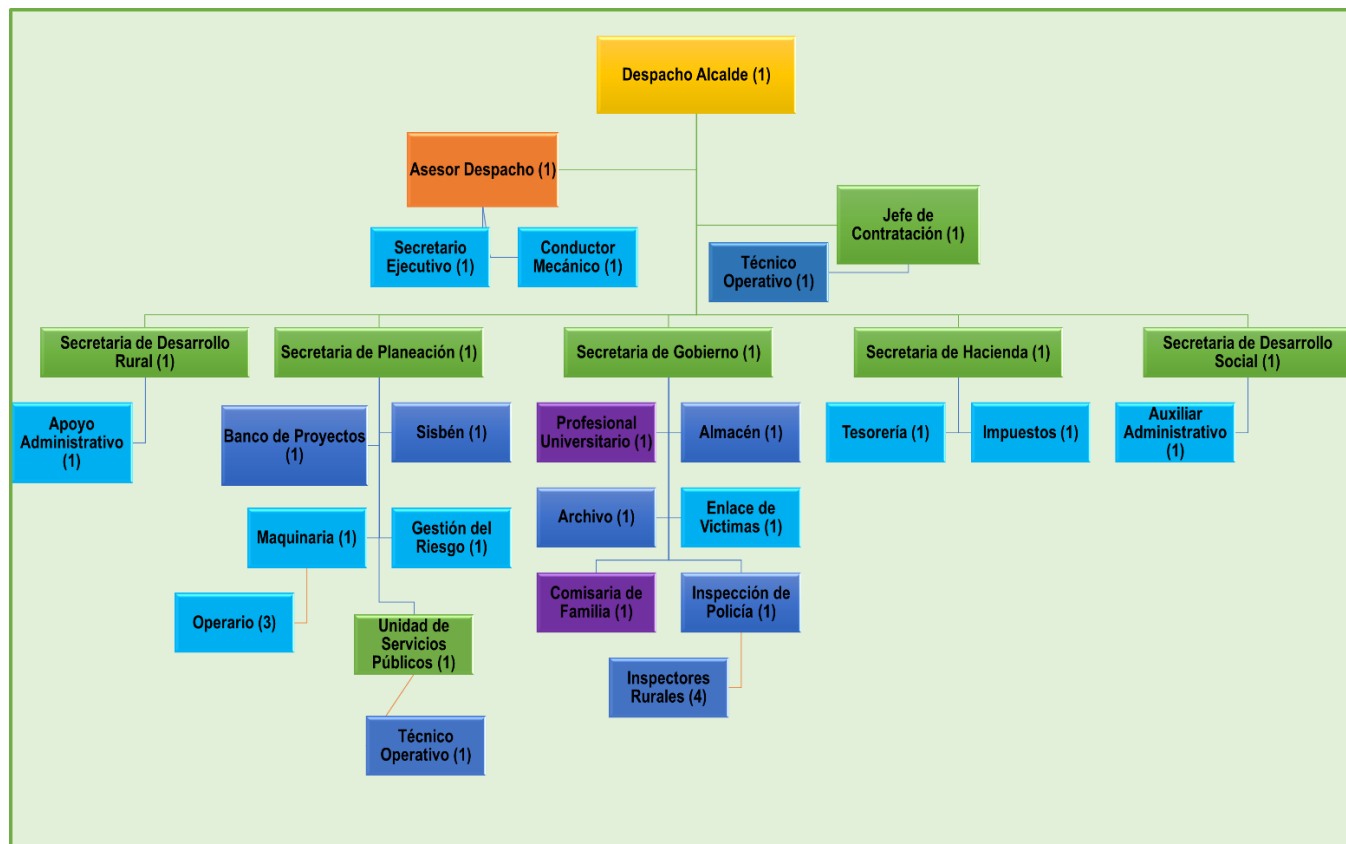 Despacho Alcalde (1)
Asesor Despacho (1)
Jefe de
Contratación (1)
Secretario
Ejecutivo (1)
Conductor
Mecánico (1)
Técnico
Operativo (1)
Secretaria de Desarrollo
Rural (1)
Secretaria de Planeación (1)
Secretaria de Gobierno (1)
Secretaria de Hacienda (1)
Secretaria de Desarrollo
Social (1)
Apoyo
Administrativo
(1)
Banco de Proyectos
(1)
Sisbén (1)
Profesional
Universitario (1)
Almacén (1)
Tesorería (1)
Impuestos (1)
Auxiliar
Administrativo
(1)
Maquinaria (1)
Gestión del
Riesgo (1)
Archivo (1)
Enlace de
Victimas (1)
Operario (3)
Unidad de
Servicios
Públicos (1)
Comisaria de
Familia (1)
Inspección de
Policía (1)
Inspectores
Rurales (4)
Técnico
Operativo (1)